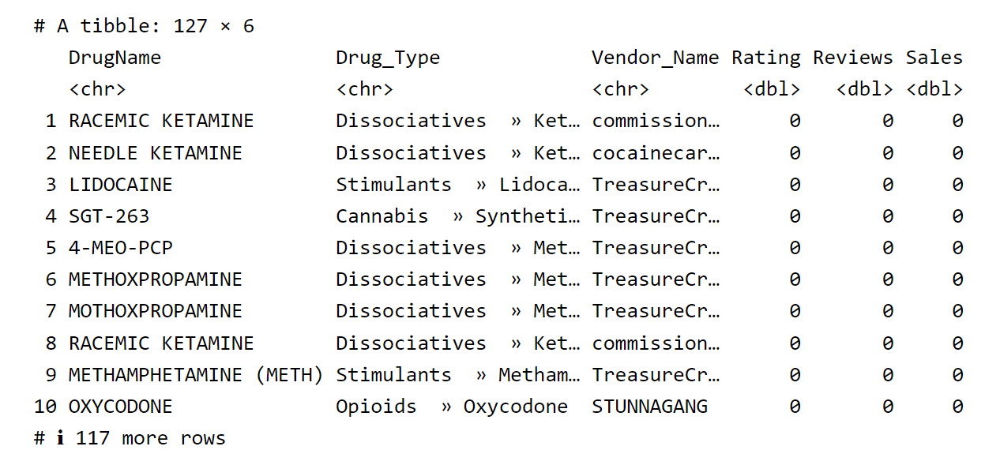 # A tibble: 127 × 6
DrugName Drug_Type Vendor_Name Rating Reviews Sales
<chr> <chr> <chr> <dbl> <dbl> <dbl>
1 RACEMIC KETAMINE Dissociatives » Ket… commission… 0 0 0
2 NEEDLE KETAMINE Dissociatives » Ket… cocainecar… 0 0 0
3 LIDOCAINE Stimulants » Lidoca… TreasureCr… 0 0 0
4 SGT-263 Cannabis » Syntheti… TreasureCr… 0 0 0
5 4-MEO-PCP Dissociatives » Met… TreasureCr… 0 0 0
6 METHOXPROPAMINE Dissociatives » Met… TreasureCr… 0 0 0
7 MOTHOXPROPAMINE Dissociatives » Met… TreasureCr… 0 0 0
8 RACEMIC KETAMINE Dissociatives » Ket… commission… 0 0 0
9 METHAMPHETAMINE (METH) Stimulants » Metham… TreasureCr… 0 0 0
10 OXYCODONE Opioids » Oxycodone STUNNAGANG 0 0 0
# ℹ 117 more rows